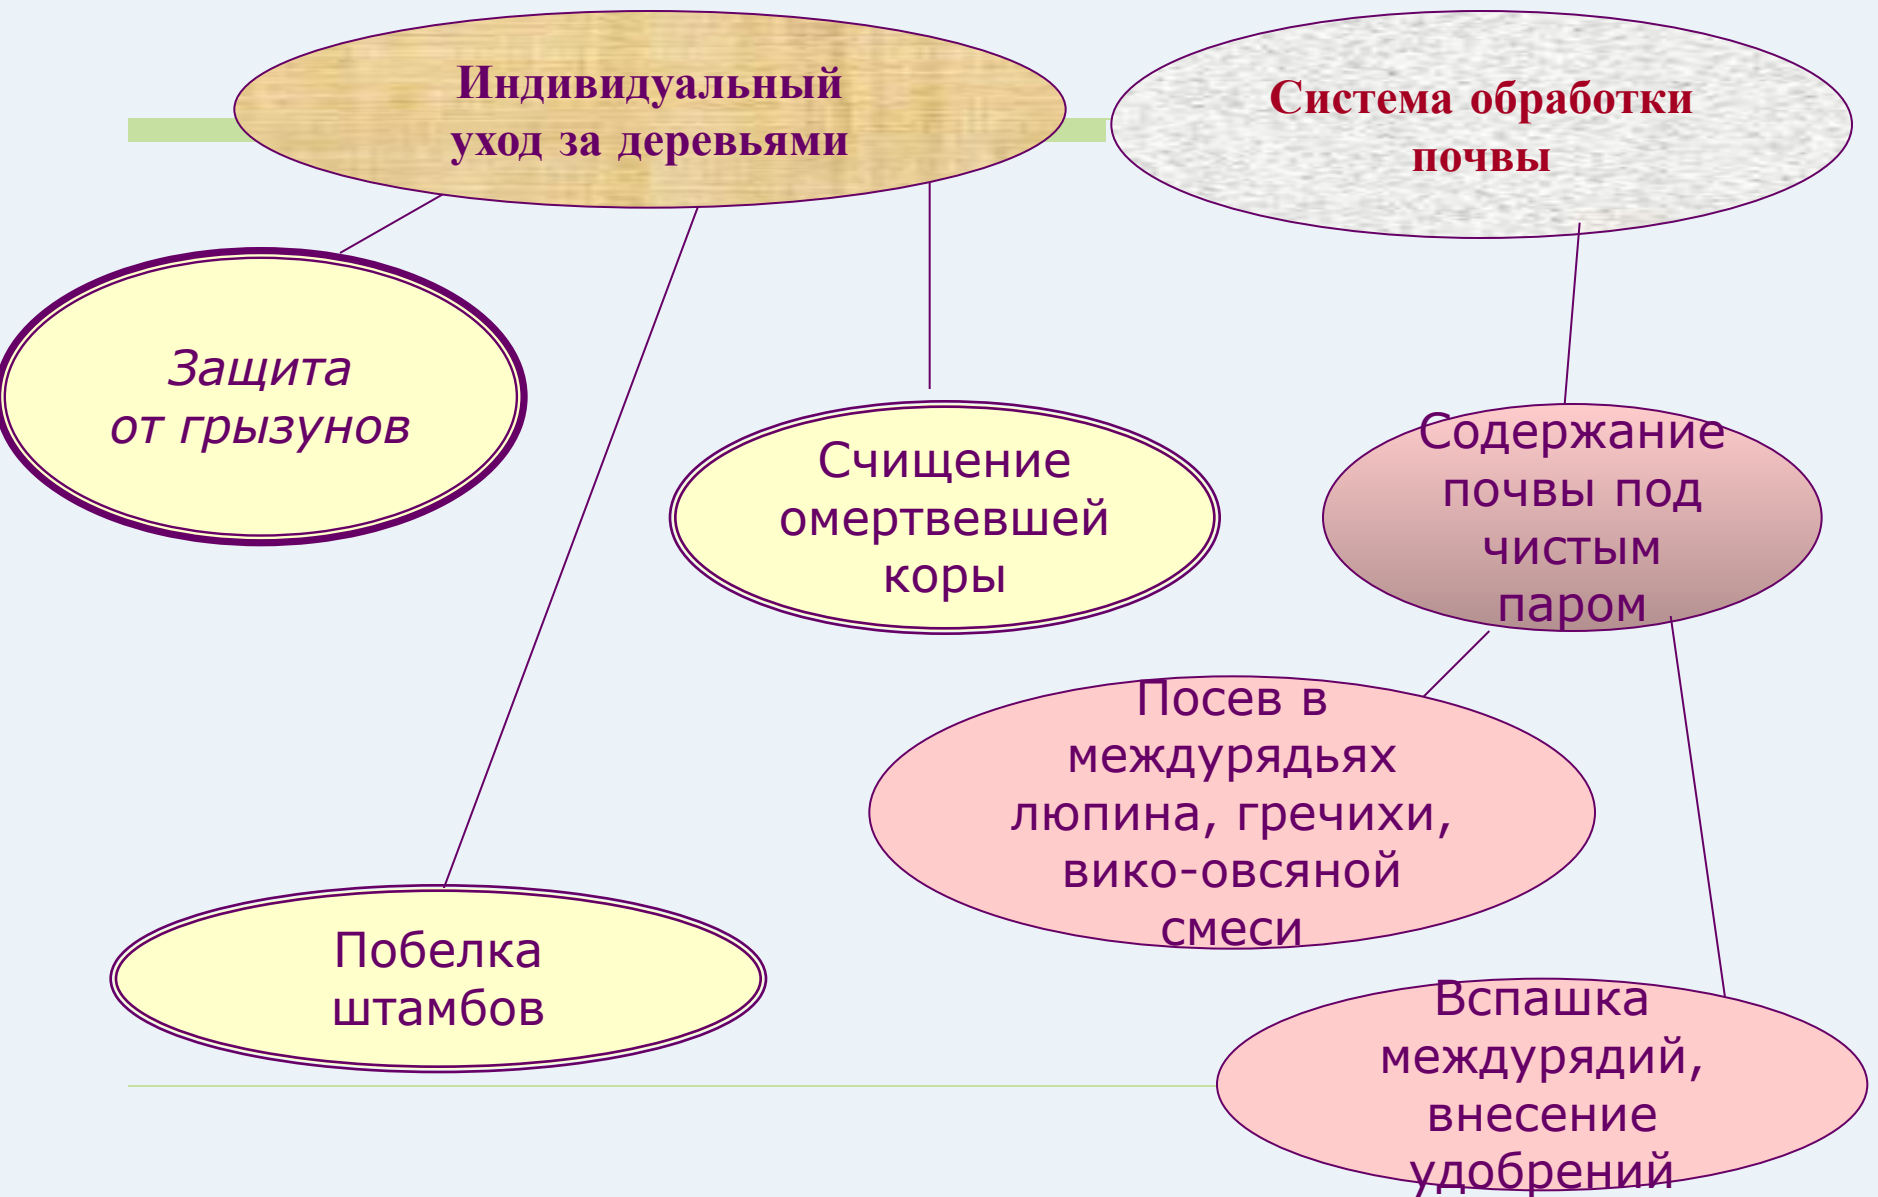 Индивидуальный
уход за деревьями
Система обработки
почвы
Защита
от грызунов
Счищение
омертвевшей
коры
Содержание
почвы под
чистым
паром
Посев в
междурядьях
люпина, гречихи,
вико-овсяной
смеси
Побелка
штамбов
Вспашка
междурядий,
внесение
удобрений